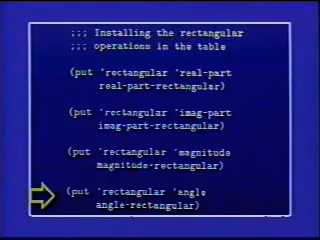 ;;; Installing the rectangular
;;; operations in the table
(put 'rectangular 'real-part
real-part-rectangular)
(put 'rectangular 'imag-part
imag-part-rectangular)
(put 'rectangular 'magnitude
magnitude-rectangular)
(put 'rectangular 'angle
angle-rectangular)